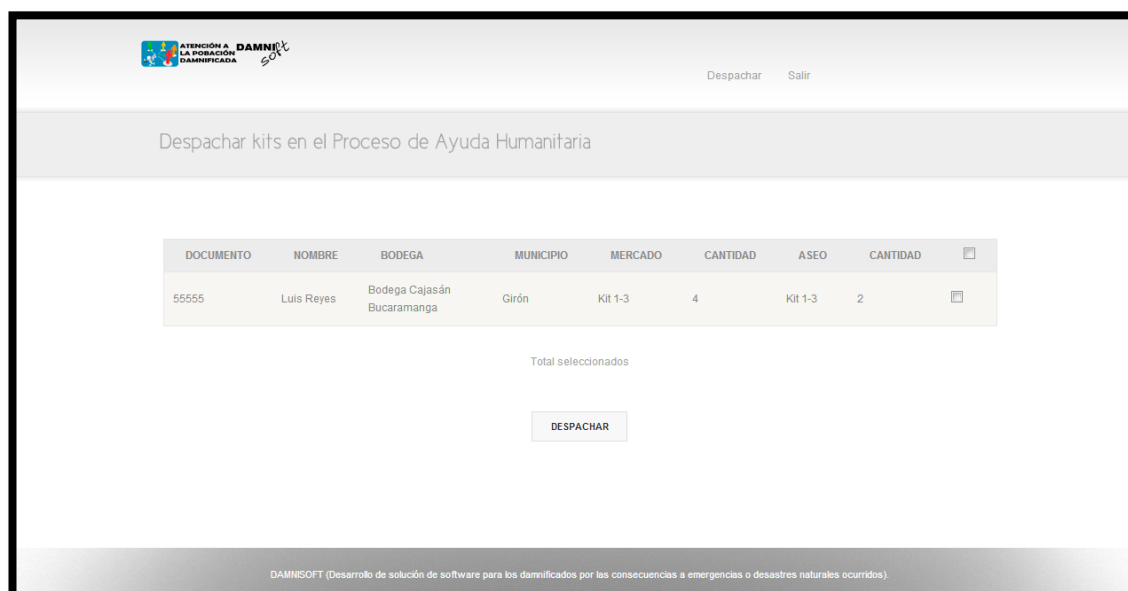 ATENCIÓN A
LA POBACIÓN
DAMNIFICADA
DAMNISoft
Despachar Salir
Despachar kits en el Proceso de Ayuda Humanitaria
DOCUMENTO NOMBRE BODEGA MUNICIPIO MERCADO CANTIDAD ASEO CANTIDAD
55555 Luis Reyes Bodega Cajasán Girón Kit 1-3 4 Kit 1-3 2
Bucaramanga
Total seleccionados
DESPACHAR
DAMNISOFT (Desarrollo de solución de software para los damnificados por las consecuencias a emergencias o desastres naturales ocurridos).